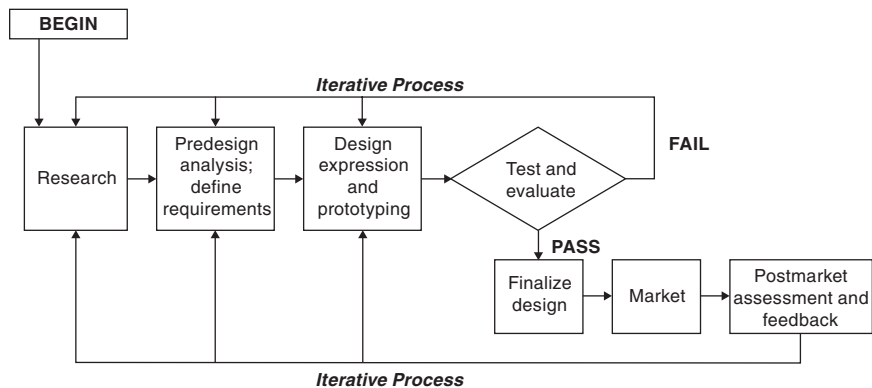 BEGIN
Iterative Process
Research
Predesign
analysis;
define
requirements
Design
expression
and
prototyping
Test and
evaluate
FAIL
PASS
Finalize
design
Market
Postmarket
assessment and
feedback
Iterative Process